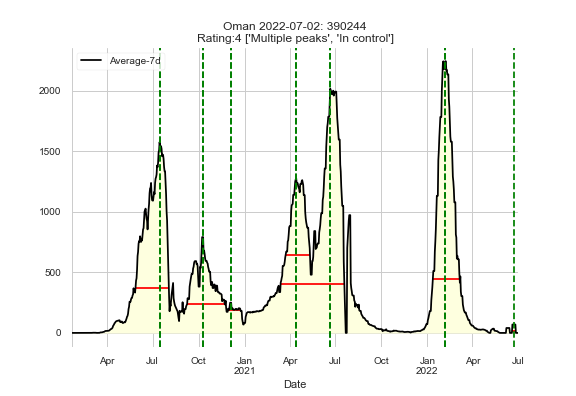 Oman 2022-07-02: 390244
Rating:4 ['Multiple peaks', 'In control']
Average-7d
2000
1500
1000
500
0
Apr Jul Oct Jan Apr Jul Oct Jan Apr Jul
2021 2022
Date